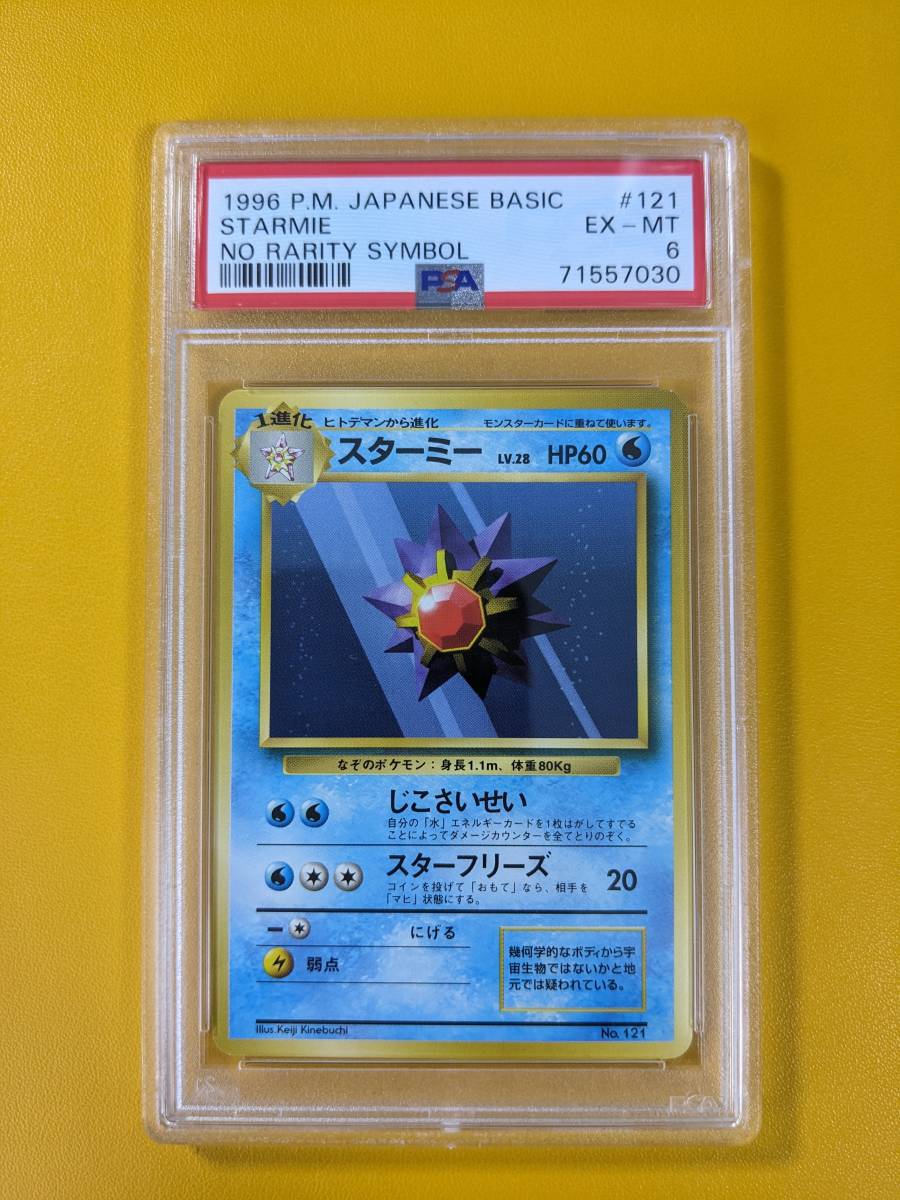 1996 P.M. JAPANESE BASIC #121
STARMIE EX - MT
NO RARITY SYMBOL 6
PSA 71557030
1進化 ヒトデマンから進化 モンスターカードに重ねて使います。
スターミー LV.28 HP60
なぞのポケモン：身長1.1m、体重80Kg
じこさいせい
自分の「水」エネルギーカードを1枚はがしてすてる
ことによってダメージカウンターを全てとりのぞく。
スターフリーズ 20
コインを投げて「おもて」なら、相手を
「マヒ」状態にする。
にげる
弱点
幾何学的なボディから宇
宙生物ではないかと地
元では疑われている。
Illus.Keiji Kinebuchi No. 121
PSA